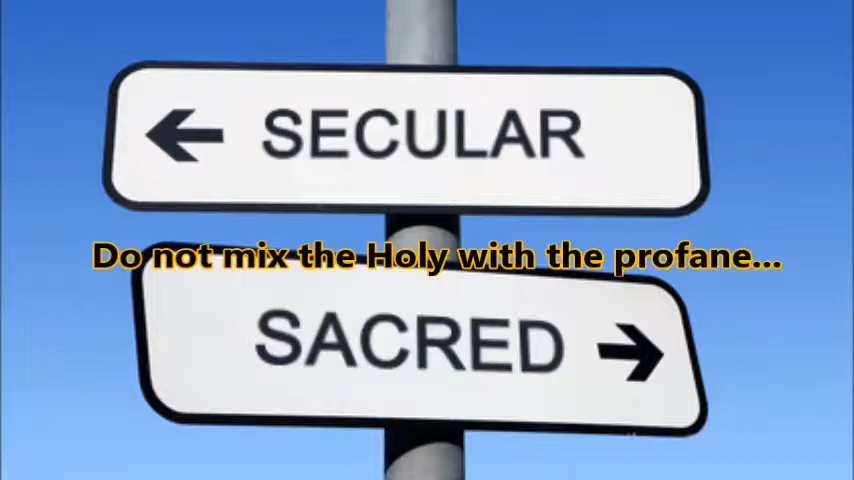 SECULAR
Do not mix the Holy with the profane...
SACRED